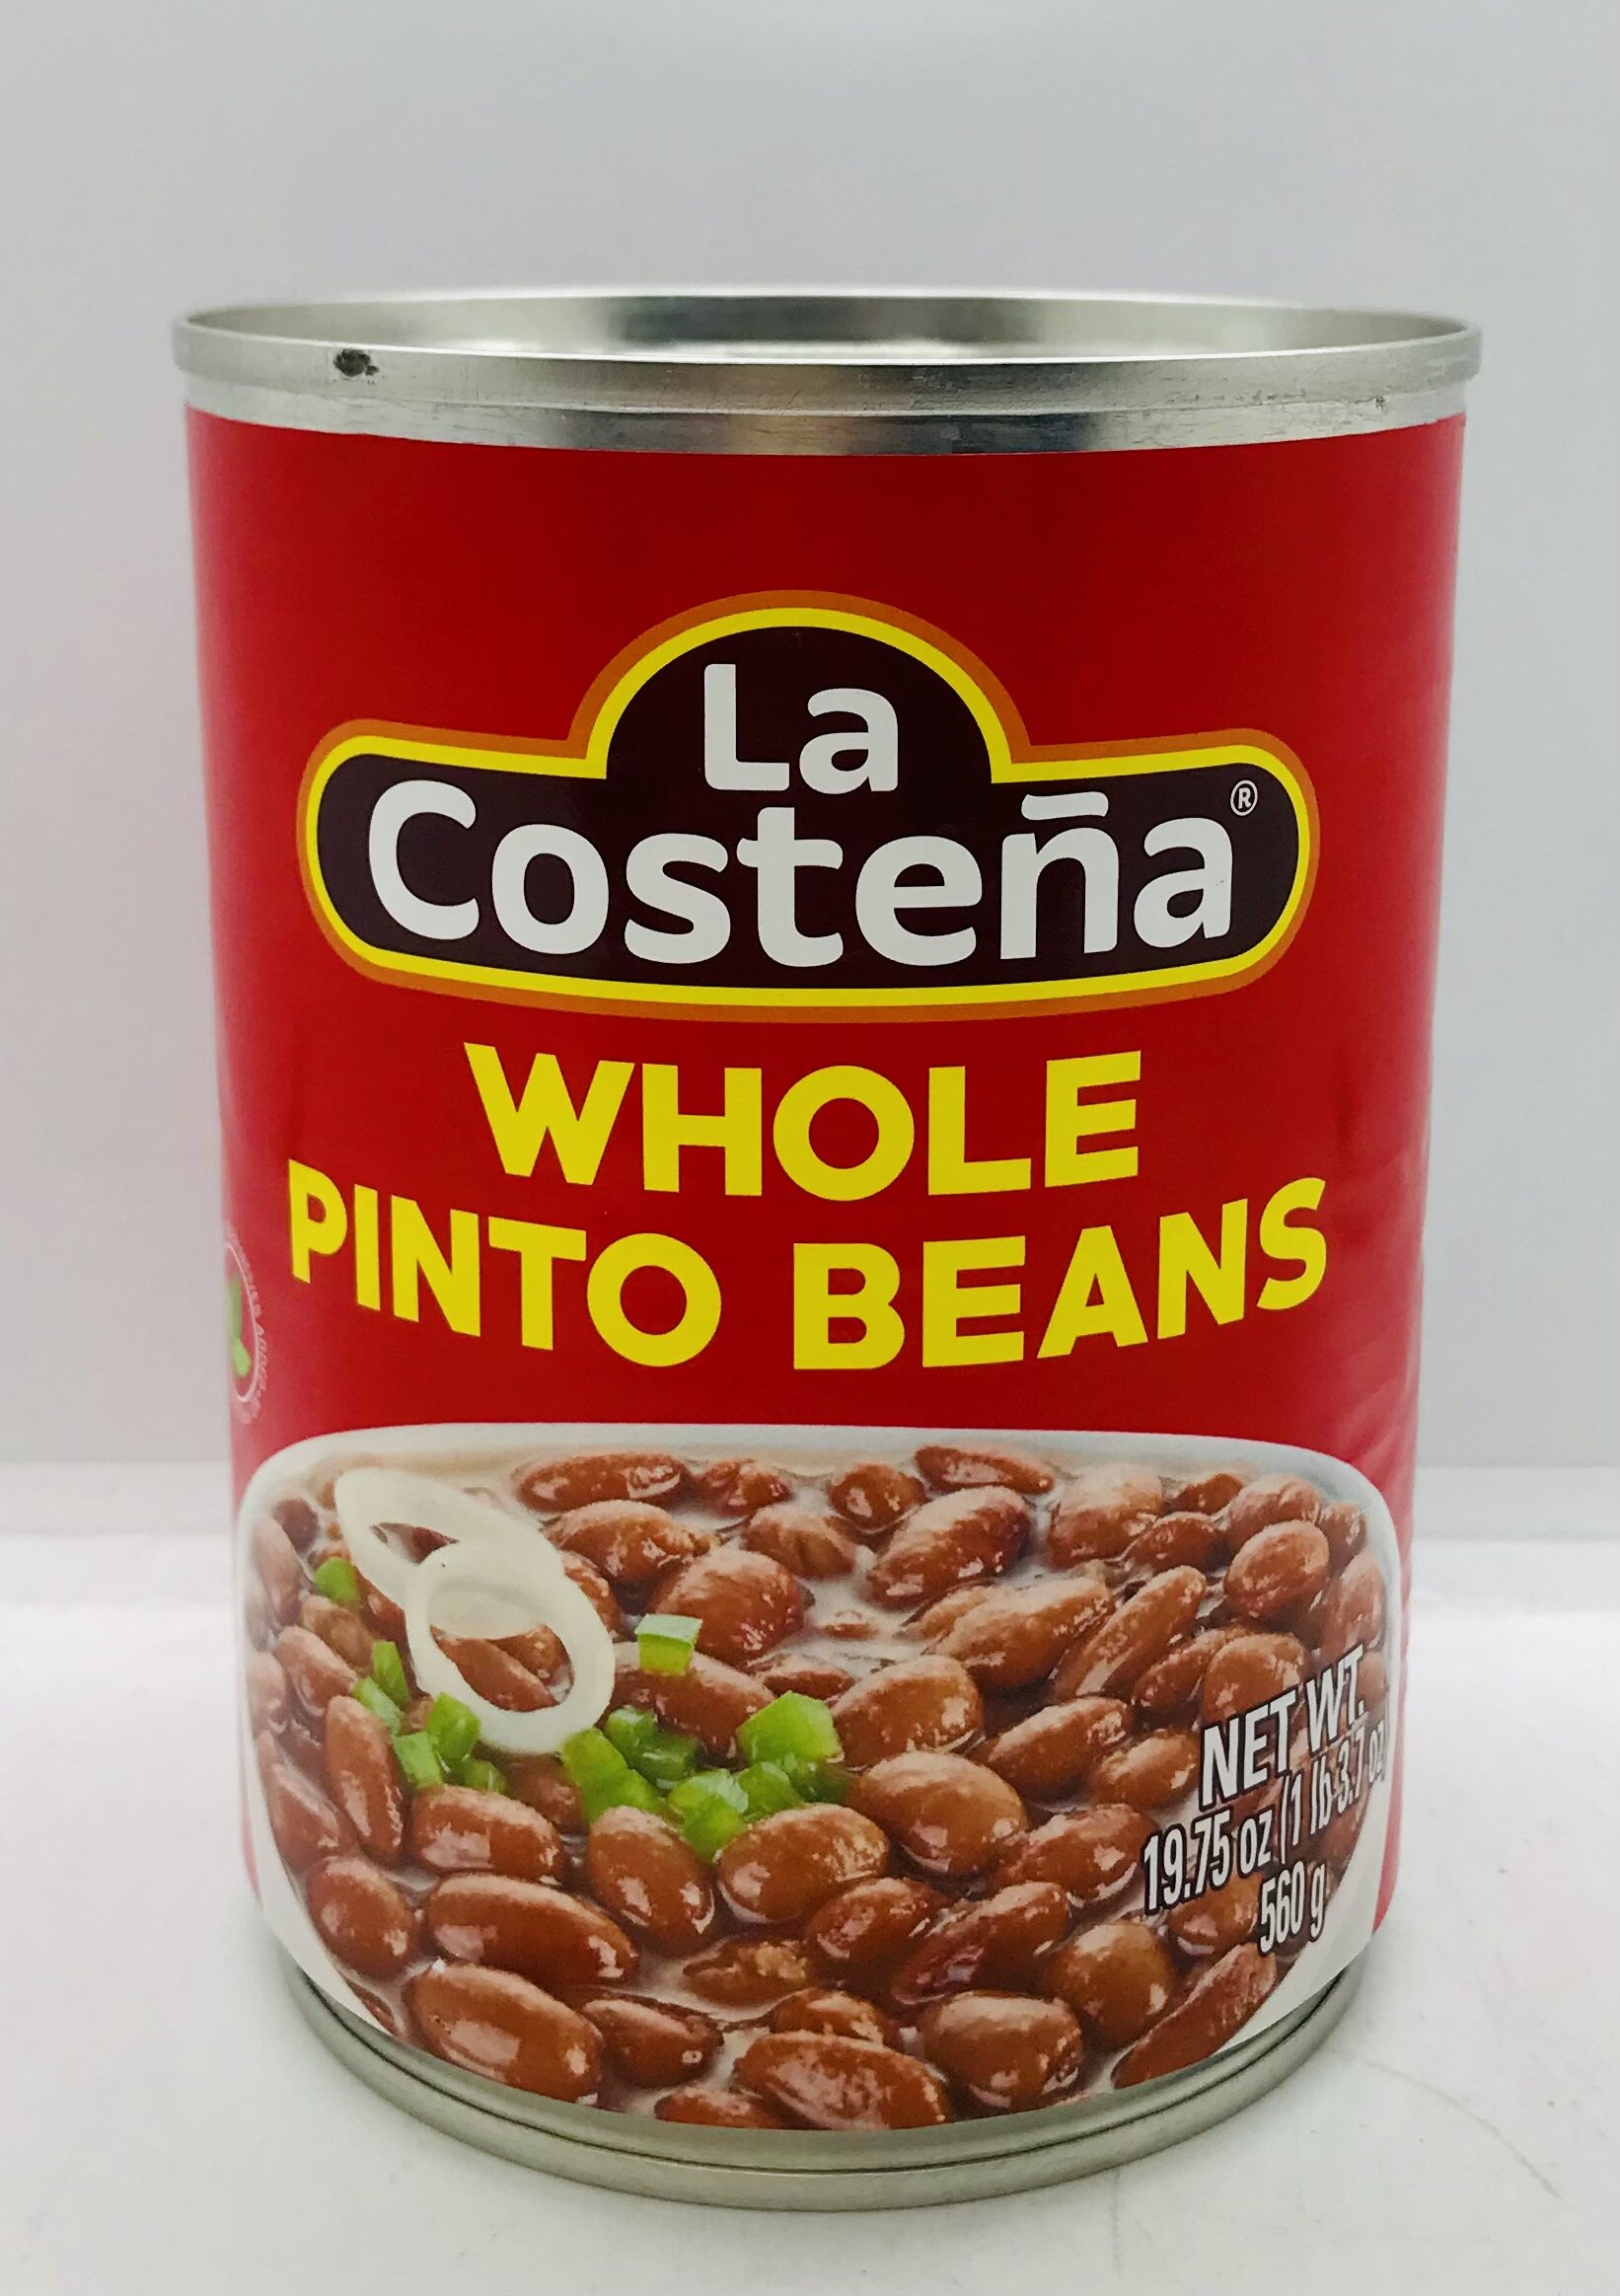 La
Costeña®
WHOLE
PINTO BEANS
NET WT.
19.75 oz (1 lb 3.7 oz)
560 g